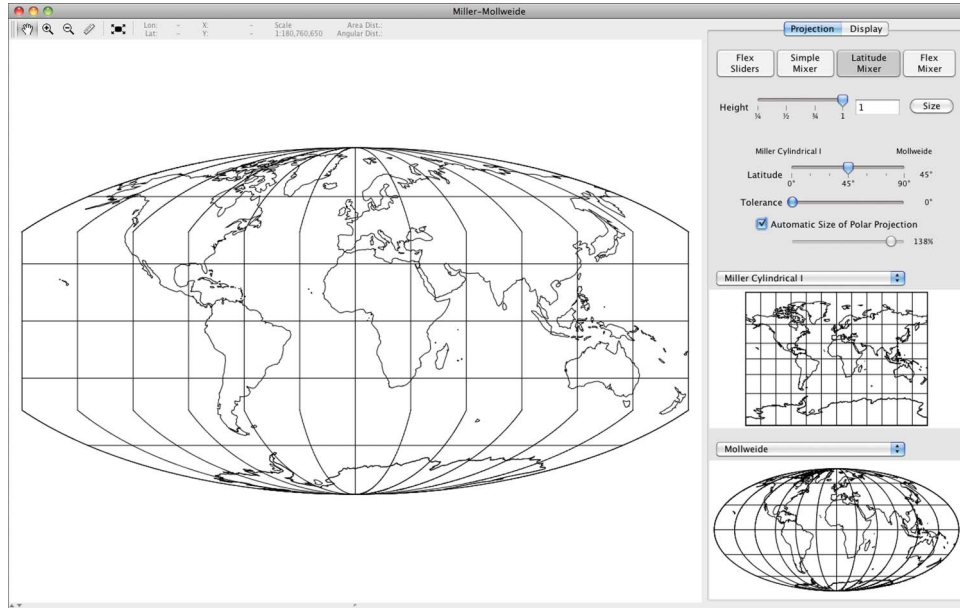 Miller-Mollweide
Lon: – X: – Scale Area Dist.:
Lat: – Y: – 1:180,760,650 Angular Dist.:
Projection Display
Flex Sliders
Simple Mixer
Latitude Mixer
Flex Mixer
Height 1 Size
¼ ½ ¾ 1
Miller Cylindrical I Mollweide
Latitude 45°
0° 45° 90°
Tolerance 0°
Automatic Size of Polar Projection
138%
Miller Cylindrical I
Mollweide